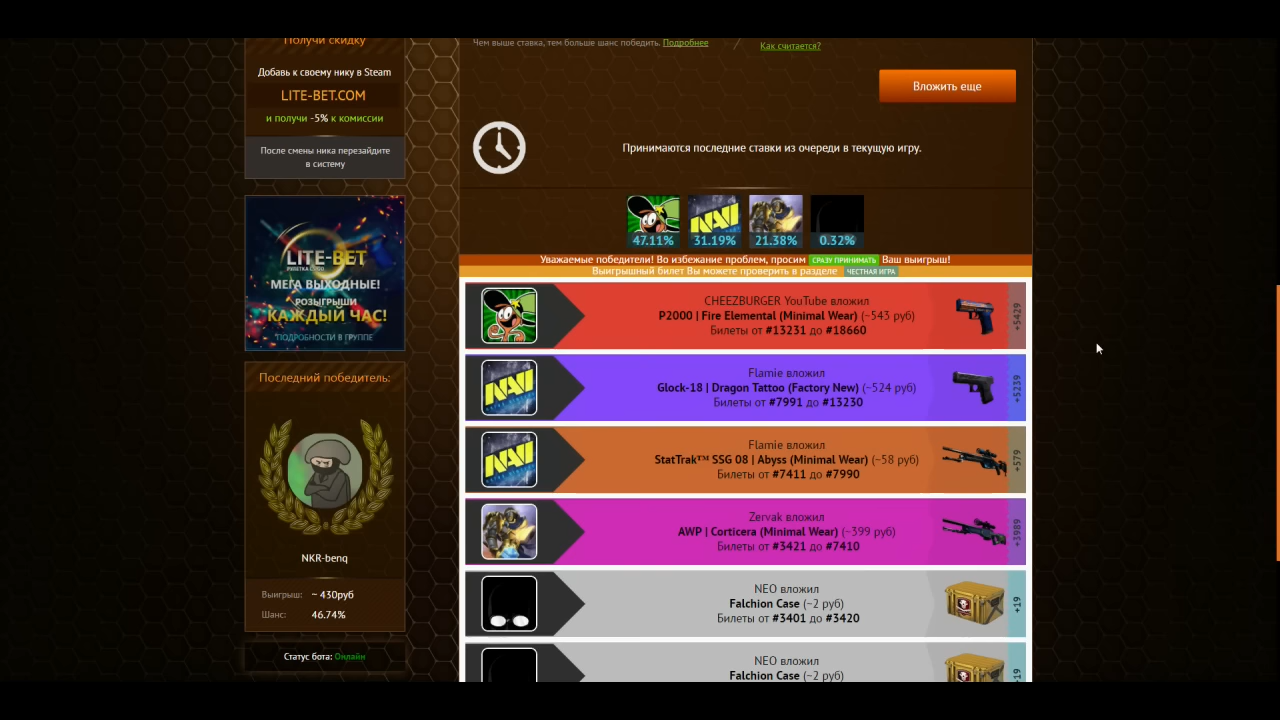 Получи скидку
Добавь к своему нику в Steam
LITE-BET.COM
и получи -5% к комиссии
После смены ника перезайдите
в систему
LITE-BET
МЕГА ВЫХОДНЫЕ!
РОЗЫГРЫШИ
КАЖДЫЙ ЧАС!
ПОДРОБНОСТИ В ГРУППЕ
Последний победитель:
NKR-benq
Выигрыш: ~ 430руб
Шанс: 46.74%
Статус бота: Онлайн
Чем выше ставка, тем больше шанс победить. Подробнее
Как считается?
Вложить еще
Принимаются последние ставки из очереди в текущую игру.
NAVI
47.11% 31.19% 21.38% 0.32%
Уважаемые победители! Во избежание проблем, просим СРАЗУ ПРИНИМАТЬ Ваш выигрыш!
Выигрышный билет Вы можете проверить в разделе ЧЕСТНАЯ ИГРА
CHEEZBURGER YouTube вложил
P2000 | Fire Elemental (Minimal Wear) (~543 руб)
Билеты от #13231 до #18660
+5429
NAVI
Flamie вложил
Glock-18 | Dragon Tattoo (Factory New) (~524 руб)
Билеты от #7991 до #13230
+5239
NAVI
Flamie вложил
StatTrak™ SSG 08 | Abyss (Minimal Wear) (~58 руб)
Билеты от #7411 до #7990
+579
Zervak вложил
AWP | Corticera (Minimal Wear) (~399 руб)
Билеты от #3421 до #7410
+3989
NEO вложил
Falchion Case (~2 руб)
Билеты от #3401 до #3420
+19
NEO вложил
Falchion Case (~2 руб)
+19